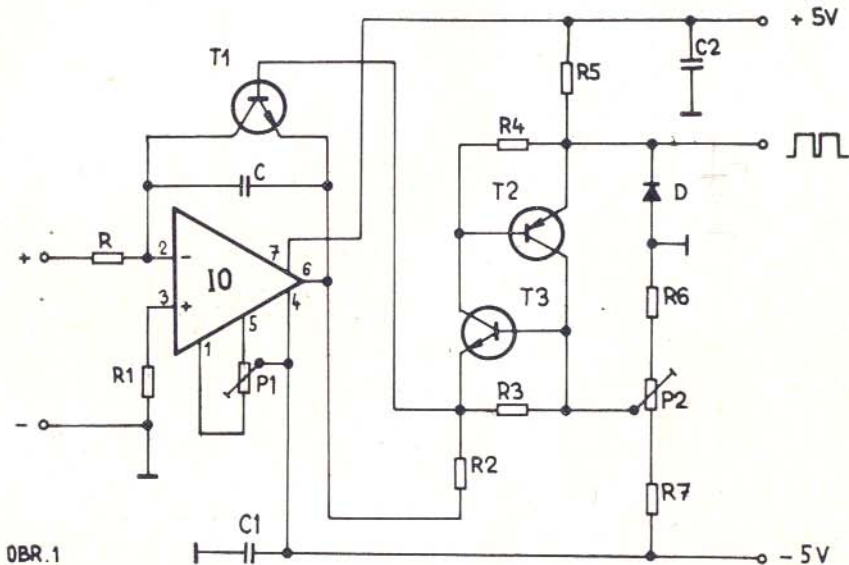 + 5V
T1
C2
R5
R4
C
T2
D
R
+
2
-
7
IO
6
3
+
4
T3
R6
5
1
R1
P1
R3
P2
-
R2
R7
C1
OBR.1
- 5V